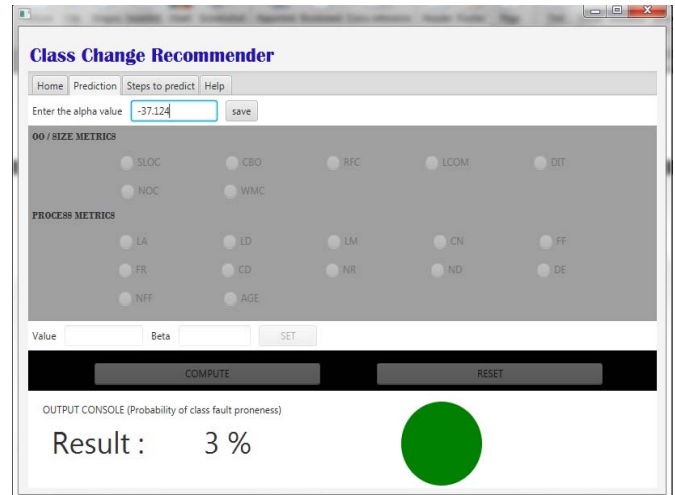 Class Change Recommender
Home Prediction Steps to predict Help
Enter the alpha value -37.124 save
OO / SIZE METRICS
SLOC CBO RFC LCOM DIT
NOC WMC
PROCESS METRICS
LA LD LM CN FF
FR CD NR ND DE
NFF AGE
Value Beta SET
COMPUTE RESET
OUTPUT CONSOLE (Probability of class fault proneness)
Result : 3 %